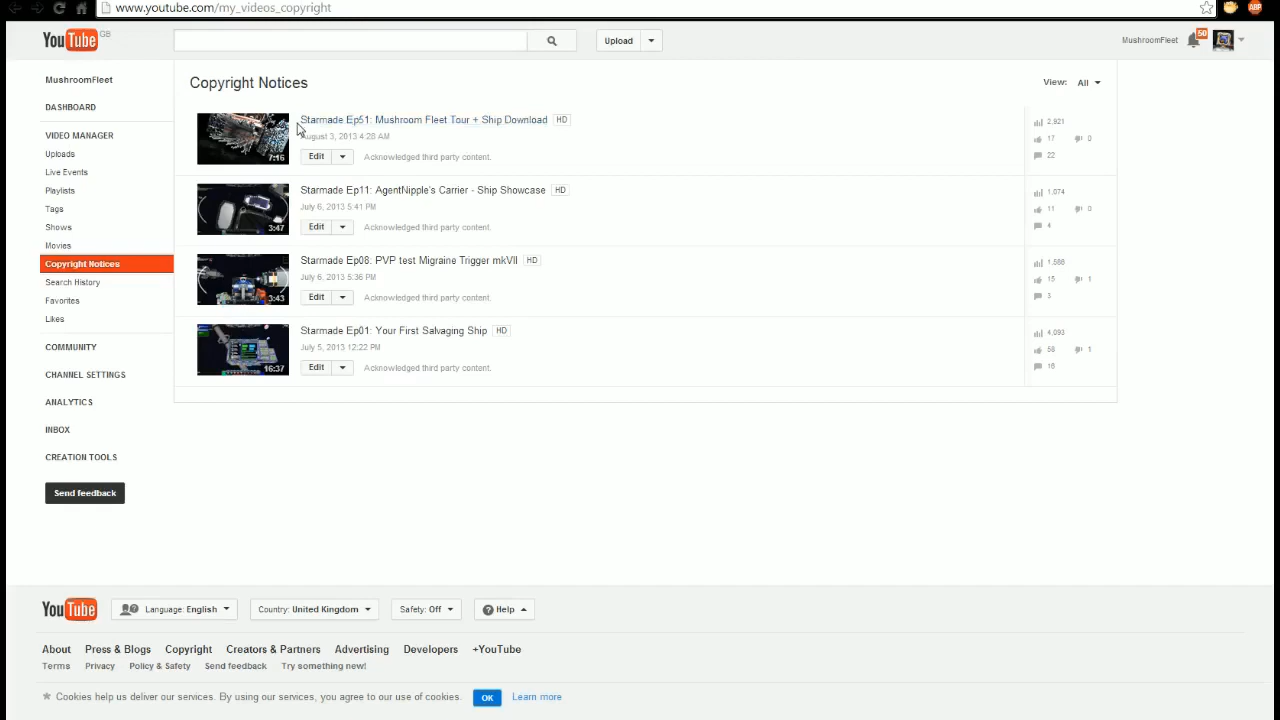 www.youtube.com/my_videos_copyright
ABP
YouTube GB
Upload
MushroomFleet
50
MushroomFleet
DASHBOARD
VIDEO MANAGER
Uploads
Live Events
Playlists
Tags
Shows
Movies
Copyright Notices
Search History
Favorites
Likes
COMMUNITY
CHANNEL SETTINGS
ANALYTICS
INBOX
CREATION TOOLS
Send feedback
Copyright Notices
View: All
7:16
Starmade Ep51: Mushroom Fleet Tour + Ship Download HD
August 3, 2013 4:28 AM
Edit Acknowledged third party content.
2,821
17 0
22
3:47
Starmade Ep11: AgentNipple's Carrier - Ship Showcase HD
July 6, 2013 5:41 PM
Edit Acknowledged third party content.
1,074
11 0
4
3:43
Starmade Ep08: PVP test Migraine Trigger mkVII HD
July 6, 2013 5:36 PM
Edit Acknowledged third party content.
1,588
15 1
3
16:37
Starmade Ep01: Your First Salvaging Ship HD
July 5, 2013 12:22 PM
Edit Acknowledged third party content.
4,093
58 1
16
YouTube
Language: English
Country: United Kingdom
Safety: Off
Help
About Press & Blogs Copyright Creators & Partners Advertising Developers +YouTube
Terms Privacy Policy & Safety Send feedback Try something new!
Cookies help us deliver our services. By using our services, you agree to our use of cookies. OK Learn more